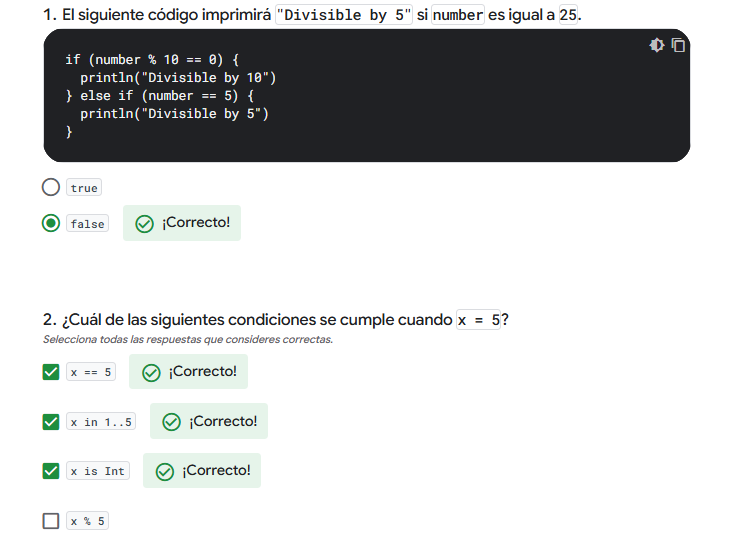 1. El siguiente código imprimirá "Divisible by 5" si number es igual a 25.
if (number % 10 == 0) {
  println("Divisible by 10")
} else if (number == 5) {
  println("Divisible by 5")
}
true
false ¡Correcto!
2. ¿Cuál de las siguientes condiciones se cumple cuando x = 5?
Selecciona todas las respuestas que consideres correctas.
x == 5 ¡Correcto!
x in 1..5 ¡Correcto!
x is Int ¡Correcto!
x % 5